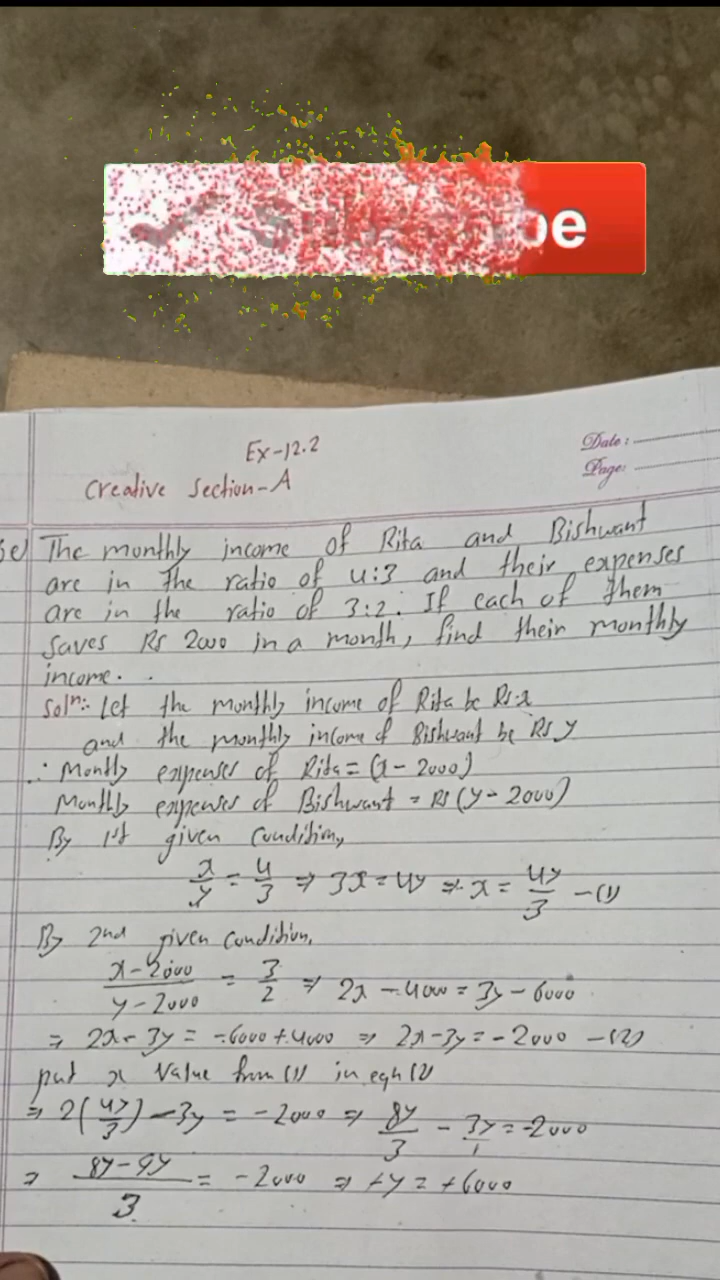 be
Ex-12.2
Creative Section-A
Date:
Page:
The monthly income of Rita and Bishwant
are in the ratio of 4:3 and their expenses
are in the ratio of 3:2. If each of them
saves Rs 2000 in a month, find their monthly
income.
Solⁿ:- Let the monthly income of Rita be Rs.x
and the monthly income of Bishwant be Rs y
∴ Monthly expenses of Rita = (x - 2000)
Monthly expenses of Bishwant = Rs (y - 2000)
By 1st given Condition,
x/y = 4/3 ⇒ 3x = 4y ⇒ x = 4y/3 -(1)
By 2nd given Condition,
x-2000/y-2000 = 3/2 ⇒ 2x - 4000 = 3y - 6000
⇒ 2x - 3y = -6000 + 4000 ⇒ 2x - 3y = -2000 -(2)
put x Value from (1) in eqn (2)
⇒ 2(4y/3) - 3y = -2000 ⇒ 8y/3 - 3y/1 = -2000
⇒ 8y-9y/3 = -2000 ⇒ +y = +6000